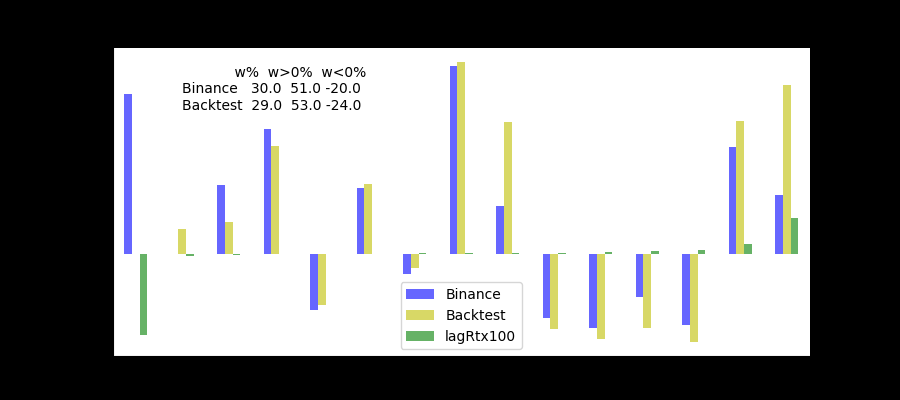 w% w>0% w<0%
Binance 30.0 51.0 -20.0
Backtest 29.0 53.0 -24.0
Binance
Backtest
lagRtx100